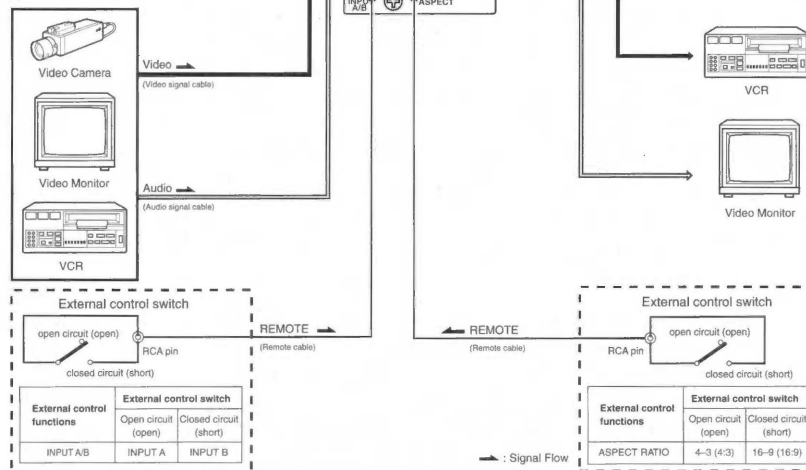 INPUT A/B
ASPECT
Video Camera
Video
(Video signal cable)
Video Monitor
Audio
(Audio signal cable)
VCR
VCR
Video Monitor
External control switch
open circuit (open)
RCA pin
closed circuit (short)
REMOTE
(Remote cable)
External control functions
External control switch
Open circuit (open)
Closed circuit (short)
INPUT A/B
INPUT A
INPUT B
REMOTE
(Remote cable)
: Signal Flow
External control switch
open circuit (open)
RCA pin
closed circuit (short)
External control functions
External control switch
Open circuit (open)
Closed circuit (short)
ASPECT RATIO
4–3 (4:3)
16–9 (16:9)